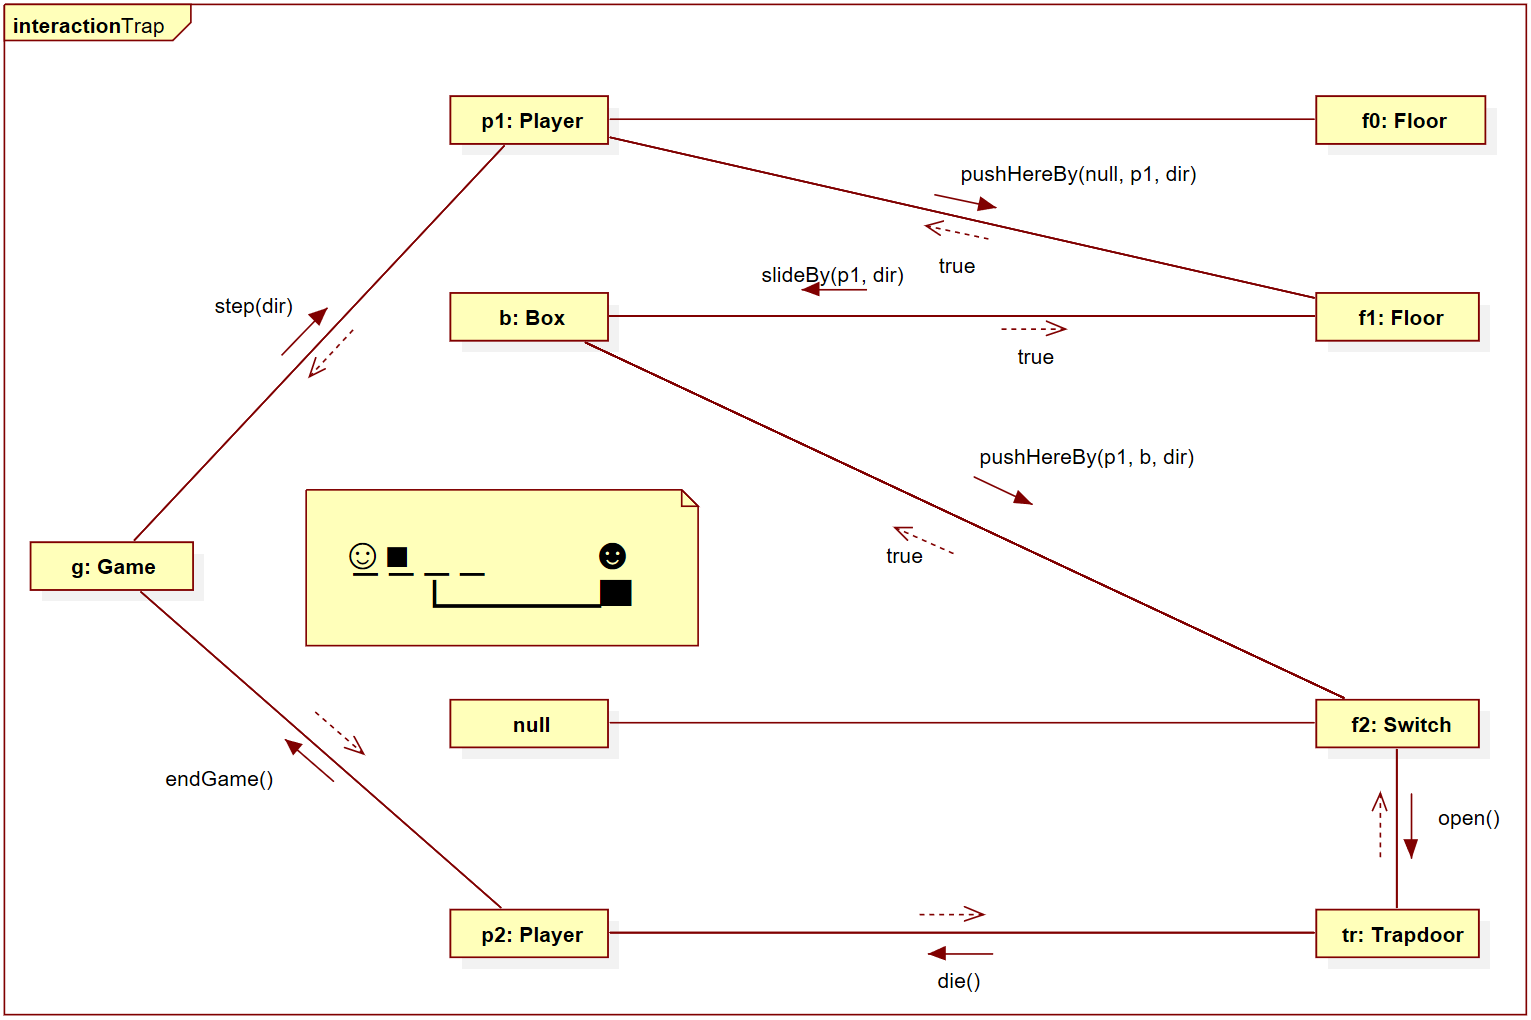 interactionTrap
p1: Player
f0: Floor
pushHereBy(null, p1, dir)
true
slideBy(p1, dir)
step(dir)
b: Box
f1: Floor
true
pushHereBy(p1, b, dir)
true
g: Game
☺■ ☻
null
f2: Switch
endGame()
open()
p2: Player
tr: Trapdoor
die()